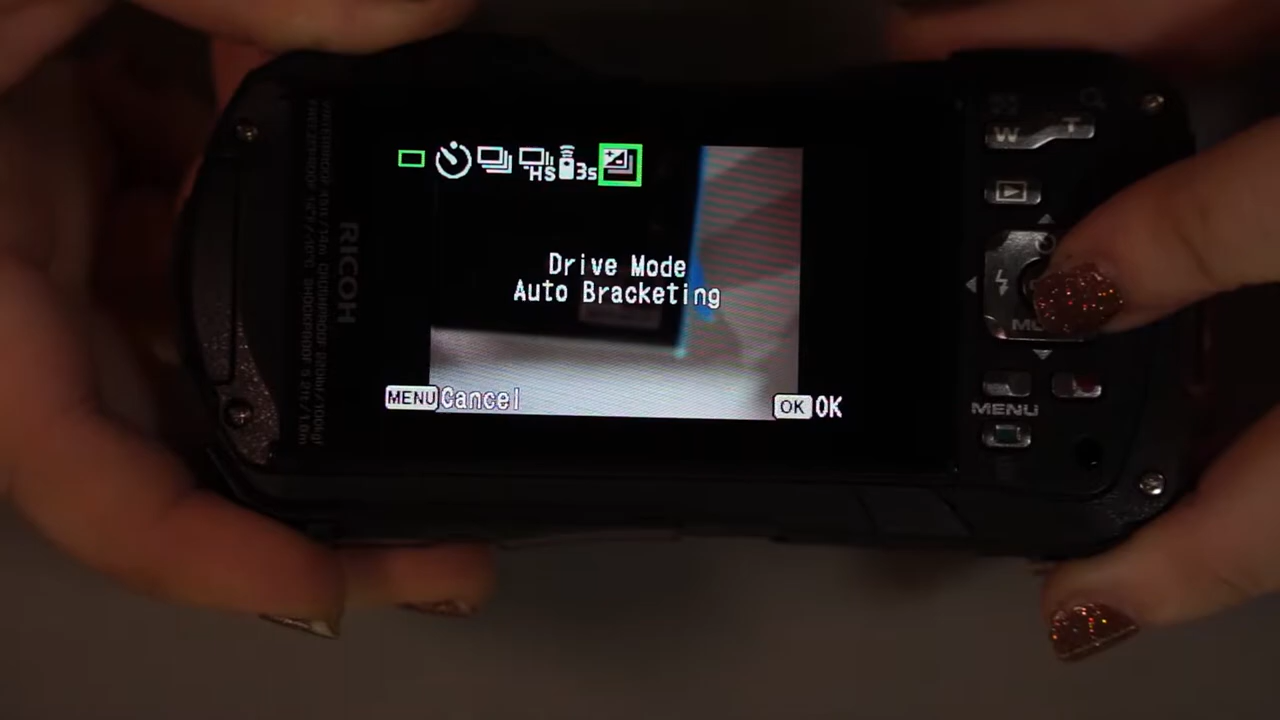 HS
3s
Drive Mode
Auto Bracketing
MENU Cancel
OK OK
RICOH
W T
MENU